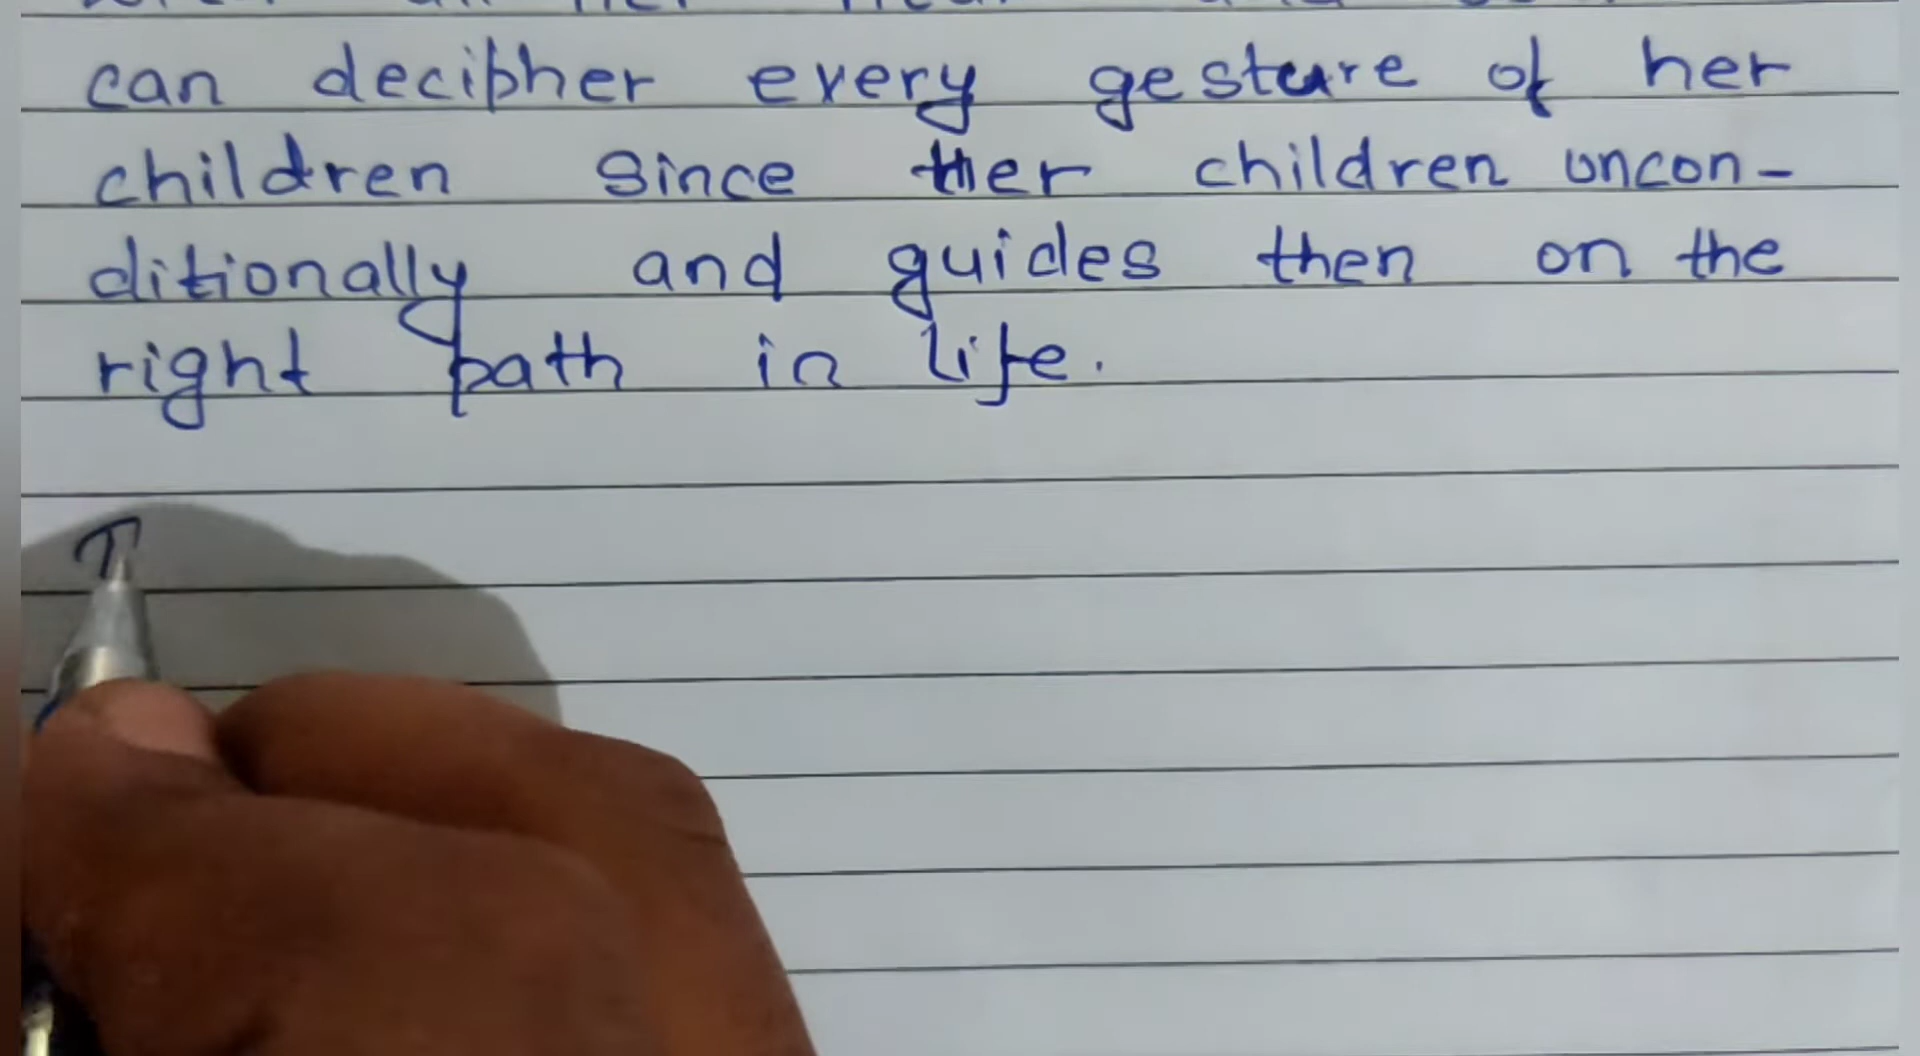 can decipher every gesture of her
children since ther children uncon-
ditionally and guides then on the
right path in life.